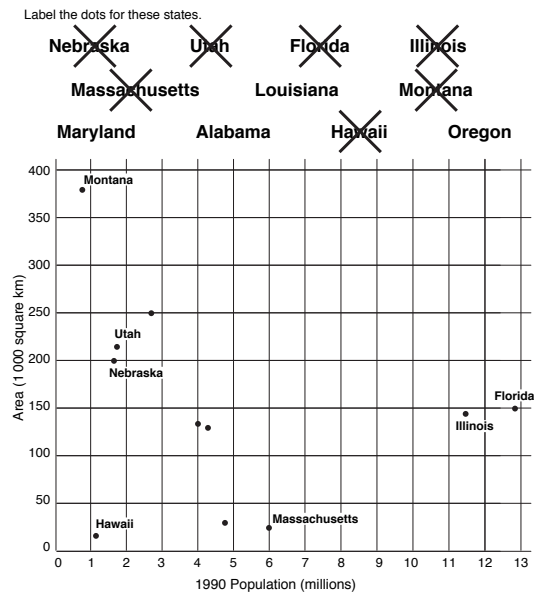 Label the dots for these states.
Nebraska Utah Florida Illinois
Massachusetts Louisiana Montana
Maryland Alabama Hawaii Oregon
400
Montana
350
300
250
Utah
200
Nebraska
Florida
150
Illinois
100
50
Massachusetts
Hawaii
0
Area (1 000 square km)
0 1 2 3 4 5 6 7 8 9 10 11 12 13
1990 Population (millions)